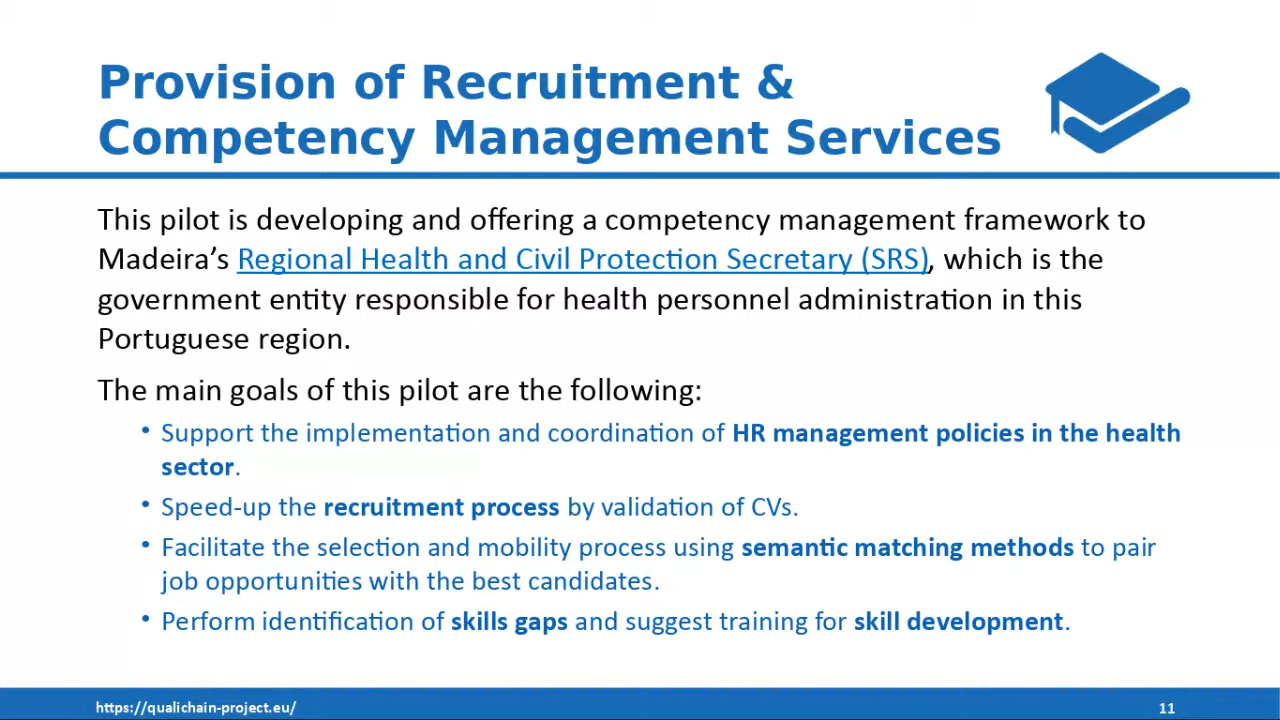 Provision of Recruitment &
Competency Management Services
This pilot is developing and offering a competency management framework to
Madeira’s Regional Health and Civil Protection Secretary (SRS), which is the
government entity responsible for health personnel administration in this
Portuguese region.
The main goals of this pilot are the following:
• Support the implementation and coordination of HR management policies in the health
sector.
• Speed-up the recruitment process by validation of CVs.
• Facilitate the selection and mobility process using semantic matching methods to pair
job opportunities with the best candidates.
• Perform identification of skills gaps and suggest training for skill development.
https://qualichain-project.eu/
11